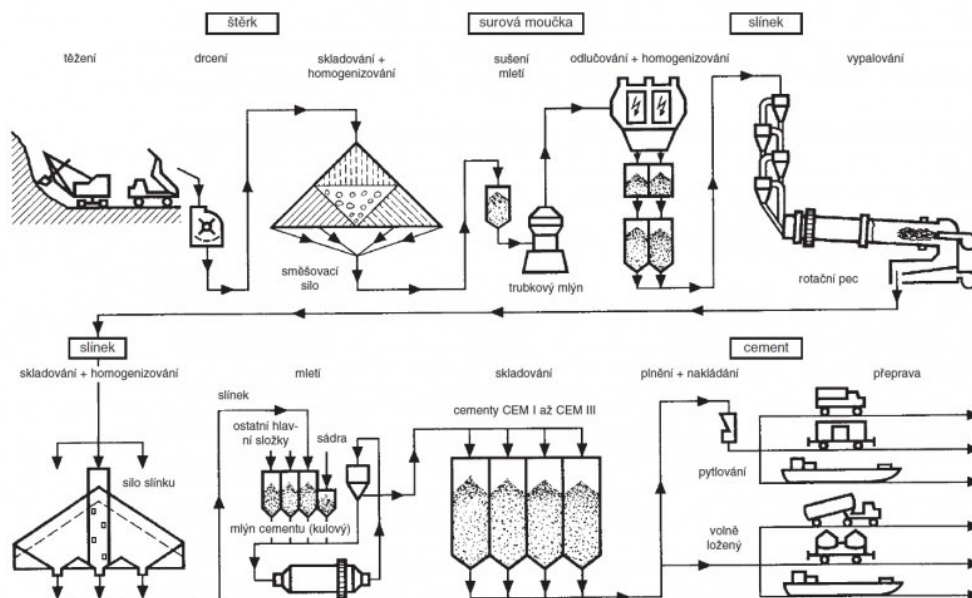 štěrk
surová moučka
slínek
těžení
drcení
skladování +
homogenizování
sušení
mletí
odlučování + homogenizování
vypalování
směšovací
silo
trubkový mlýn
rotační pec
slínek
cement
skladování + homogenizování
mletí
skladování
plnění + nakládání
přeprava
slínek
cementy CEM I až CEM III
ostatní hlav-
ní složky
sádra
silo slínku
pytlování
mlýn cementu (kulový)
volně
ložený